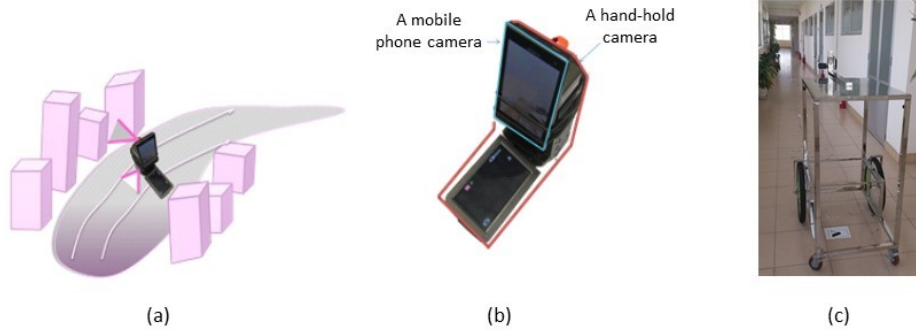 A mobile
phone camera
A hand-hold
camera
(a)
(b)
(c)